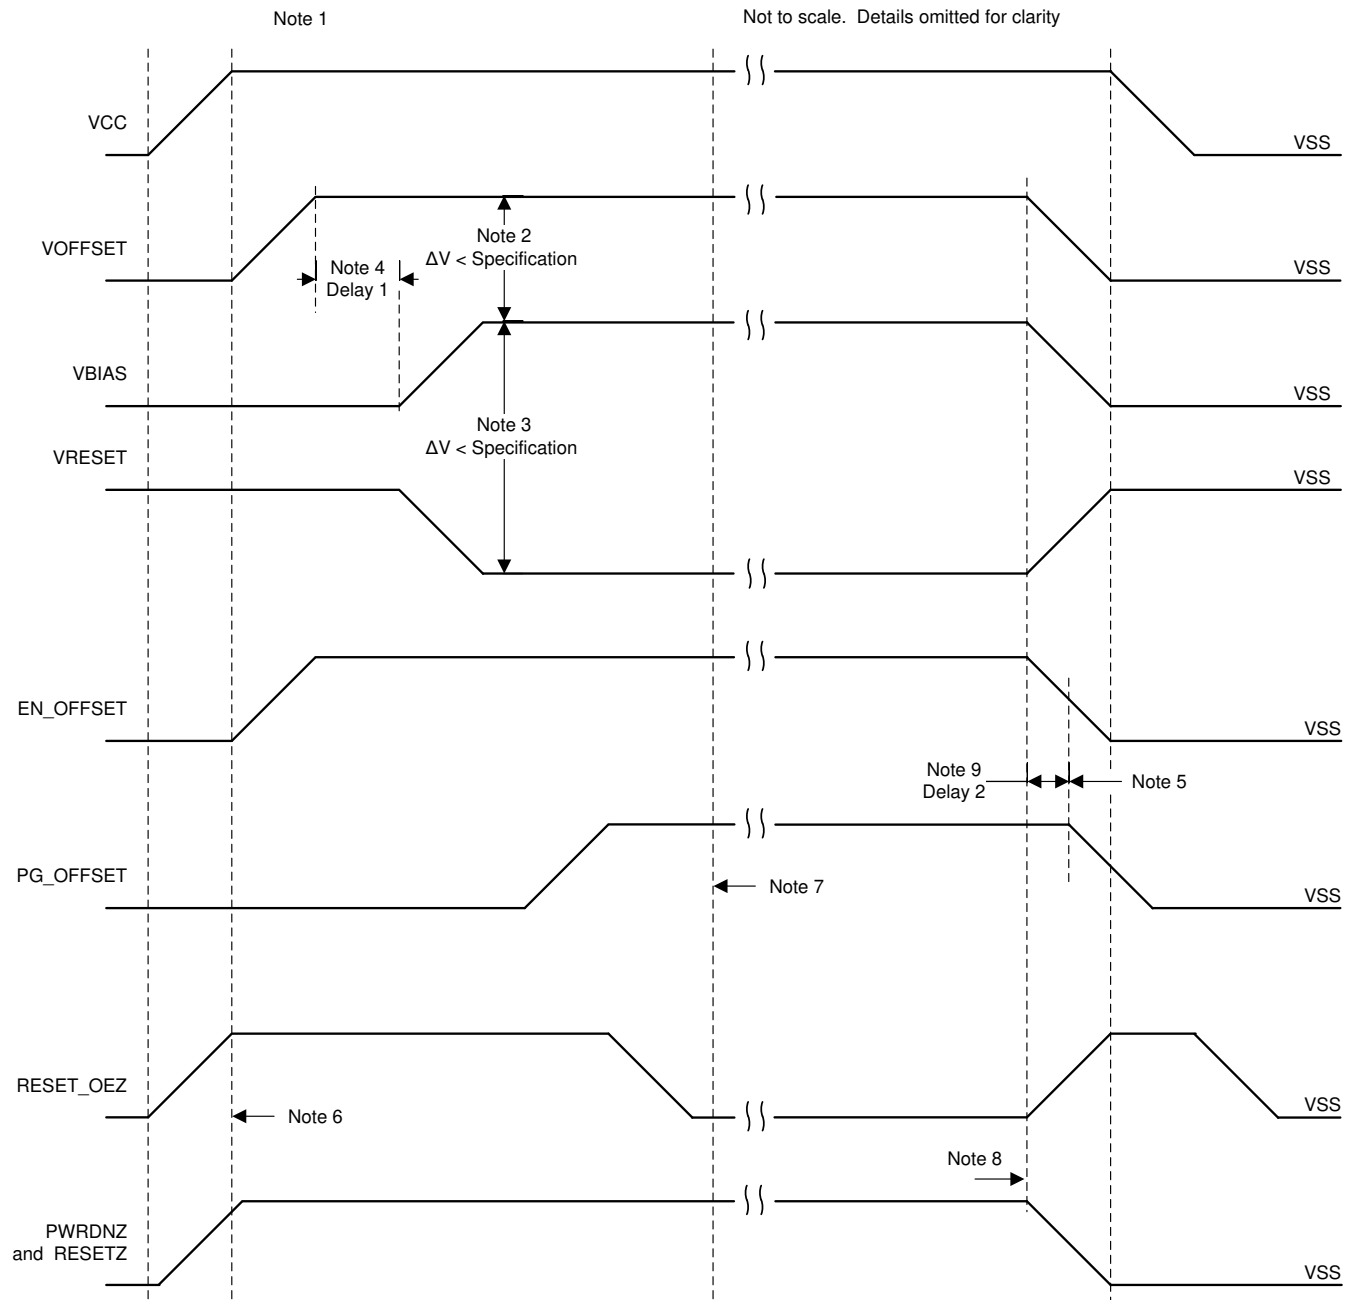 Note 1
Not to scale. Details omitted for clarity
VCC
VSS
VOFFSET
Note 2
ΔV < Specification
Note 4
Delay 1
VSS
VBIAS
VSS
Note 3
ΔV < Specification
VRESET
VSS
EN_OFFSET
VSS
Note 9
Delay 2
Note 5
PG_OFFSET
Note 7
VSS
RESET_OEZ
Note 6
VSS
Note 8
PWRDNZ
and RESETZ
VSS